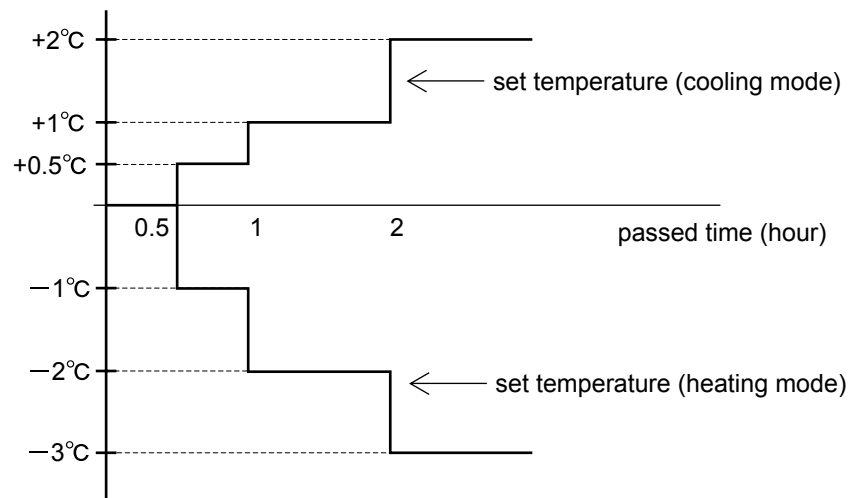 +2℃
set temperature (cooling mode)
+1℃
+0.5℃
0.5 1 2 passed time (hour)
−1℃
−2℃
set temperature (heating mode)
−3℃